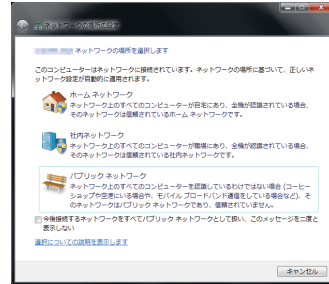 ネットワークの場所の設定
ネットワークの場所を選択します
このコンピューターはネットワークに接続されています。ネットワークの場所に基づいて、正しいネ
ットワーク設定が自動的に適用されます。
ホーム ネットワーク
ネットワーク上のすべてのコンピューターが自宅にあり、全機が認識されている場合、
そのネットワークは信頼されているホーム ネットワークです。
社内ネットワーク
ネットワーク上のすべてのコンピューターが職場にあり、全機が認識されている場合、
そのネットワークは信頼されている社内ネットワークです。
パブリック ネットワーク
ネットワーク上のすべてのコンピューターを認識しているわけではない場合 (コーヒー
ショップや空港にいる場合や、モバイル ブロードバンド通信をしている場合など)、そ
のネットワークはパブリック ネットワークであり、信頼されていません。
今後接続するネットワークをすべてパブリック ネットワークとして扱い、このメッセージを二度と
表示しない
選択についての説明を表示します
キャンセル